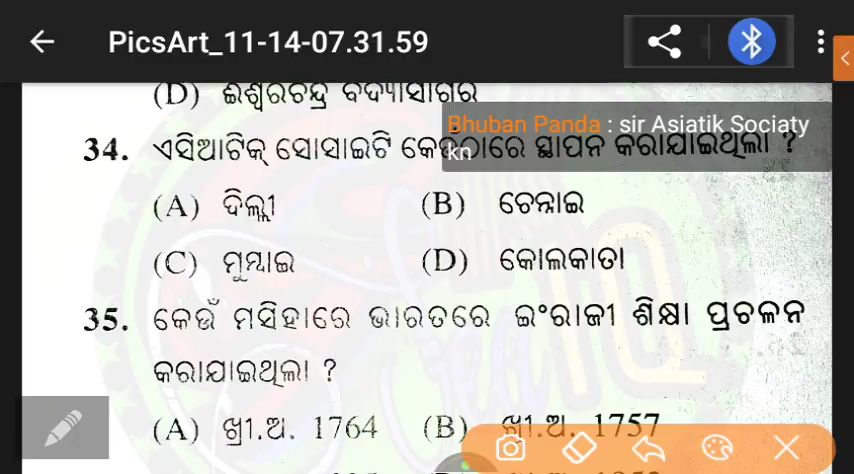 PicsArt_11-14-07.31.59
(D) ଈଶ୍ୱରଚନ୍ଦ୍ର ବିଦ୍ୟାସାଗର
Bhuban Panda : sir Asiatik Sociaty
kn
34. ଏସିଆଟିକ୍ ସୋସାଇଟି କେଉଁଠାରେ ସ୍ଥାପନ କରାଯାଇଥିଲା ?
(A) ଦିଲ୍ଲୀ (B) ଚେନ୍ନାଇ
(C) ମୁମ୍ବାଇ (D) କୋଲକାତା
35. କେଉଁ ମସିହାରେ ଭାରତରେ ଇଂରାଜୀ ଶିକ୍ଷା ପ୍ରଚଳନ
କରାଯାଇଥିଲା ?
(A) ଖ୍ରୀ.ଅ. 1764 (B) ଖ୍ରୀ.ଅ. 1757